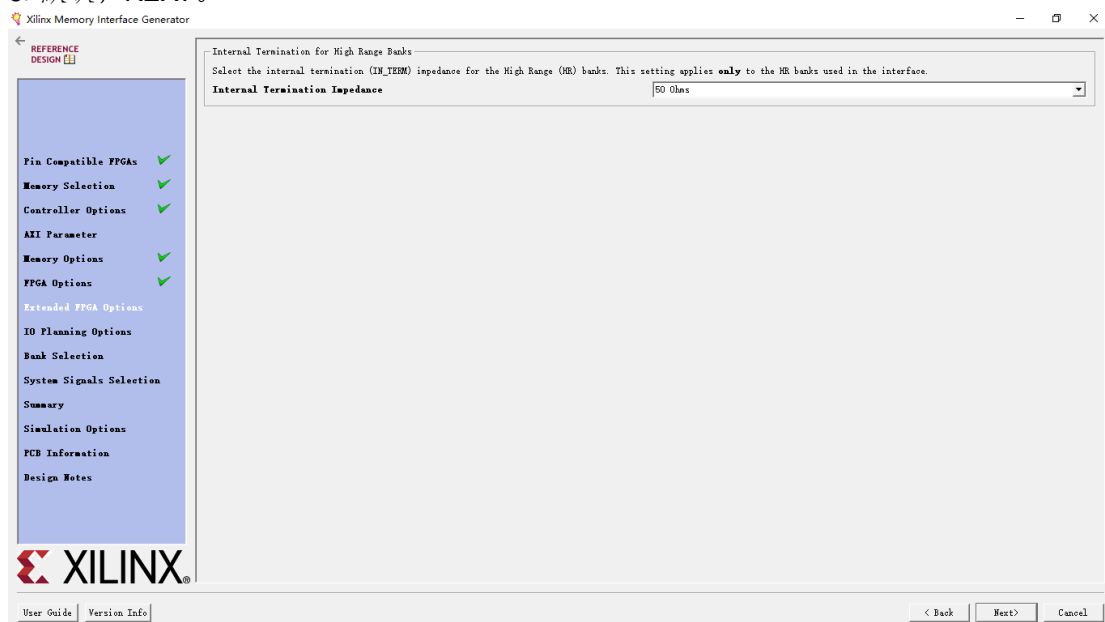 Xilinx Memory Interface Generator
REFERENCE
DESIGN
Internal Termination for High Range Banks
Select the internal termination (IN_TERM) impedance for the High Range (HR) banks. This setting applies only to the HR banks used in the interface.
Internal Termination Impedance
50 Ohms
Pin Compatible FPGAs
Memory Selection
Controller Options
AXI Parameter
Memory Options
FPGA Options
Extended FPGA Options
IO Planning Options
Bank Selection
System Signals Selection
Summary
Simulation Options
PCB Information
Design Notes
XILINX®
User Guide
Version Info
< Back
Next>
Cancel